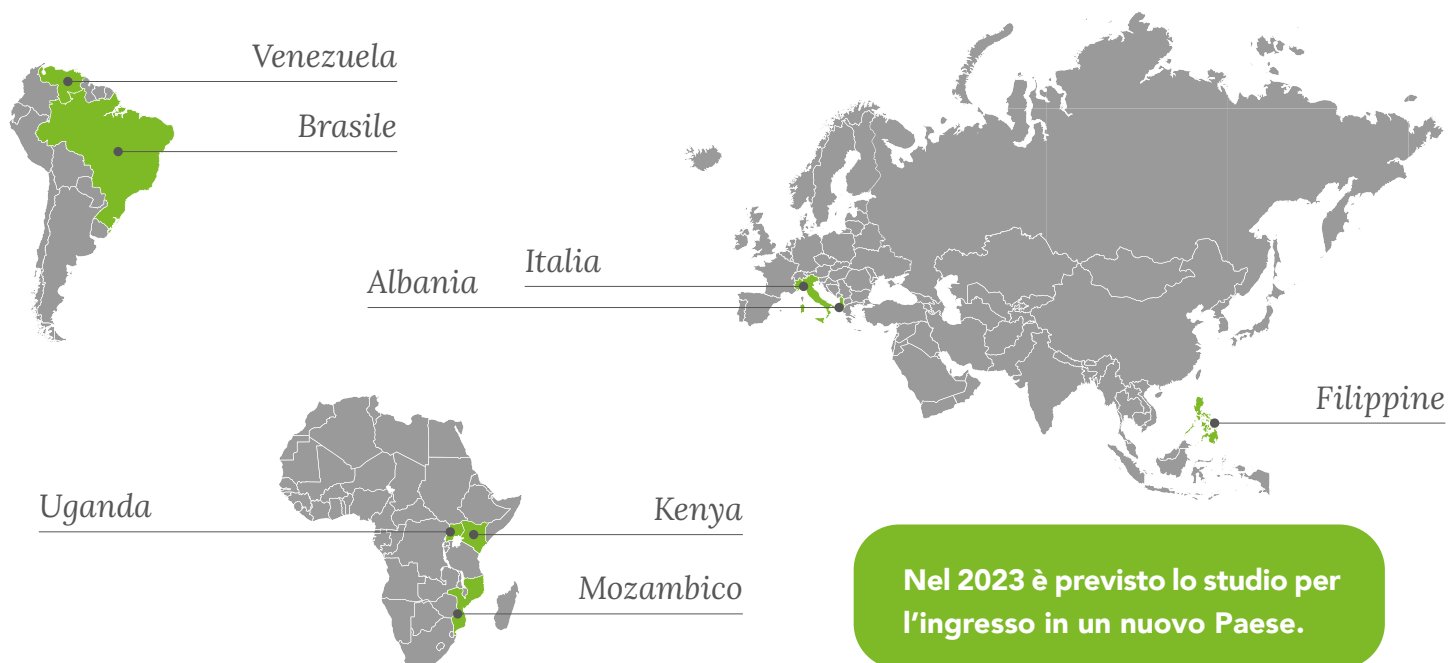 Venezuela
Brasile
Italia
Albania
Filippine
Uganda
Kenya
Mozambico
Nel 2023 è previsto lo studio per
l’ingresso in un nuovo Paese.